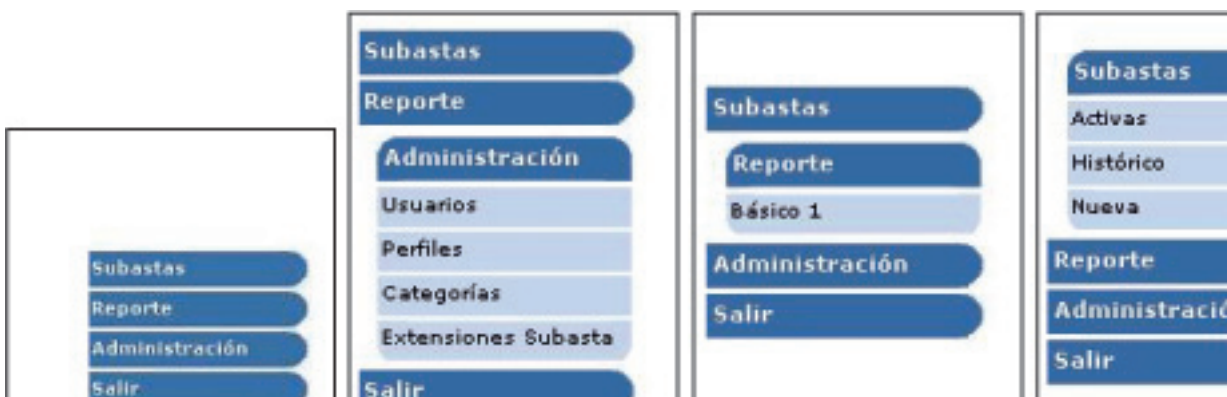 Subastas
Reporte
Administración
Salir
Subastas
Reporte
Administración
Usuarios
Perfiles
Categorías
Extensiones Subasta
Salir
Subastas
Reporte
Básico 1
Administración
Salir
Subastas
Activas
Histórico
Nueva
Reporte
Administració
Salir